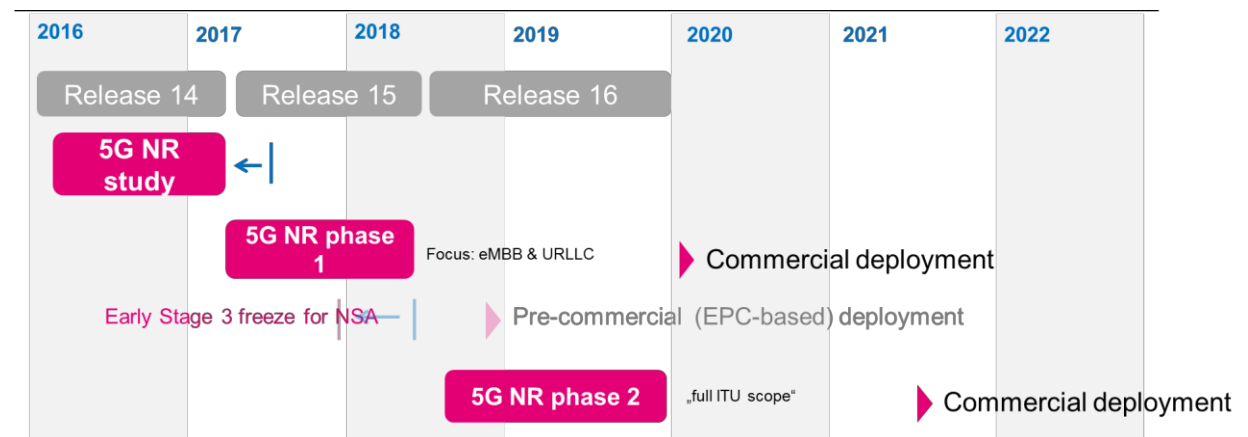 2016 2017 2018 2019 2020 2021 2022
Release 14 Release 15 Release 16
5G NR
study
5G NR phase
1
Focus: eMBB & URLLC
Commercial deployment
Early Stage 3 freeze for NSA
Pre-commercial (EPC-based) deployment
5G NR phase 2
„full ITU scope“
Commercial deployment